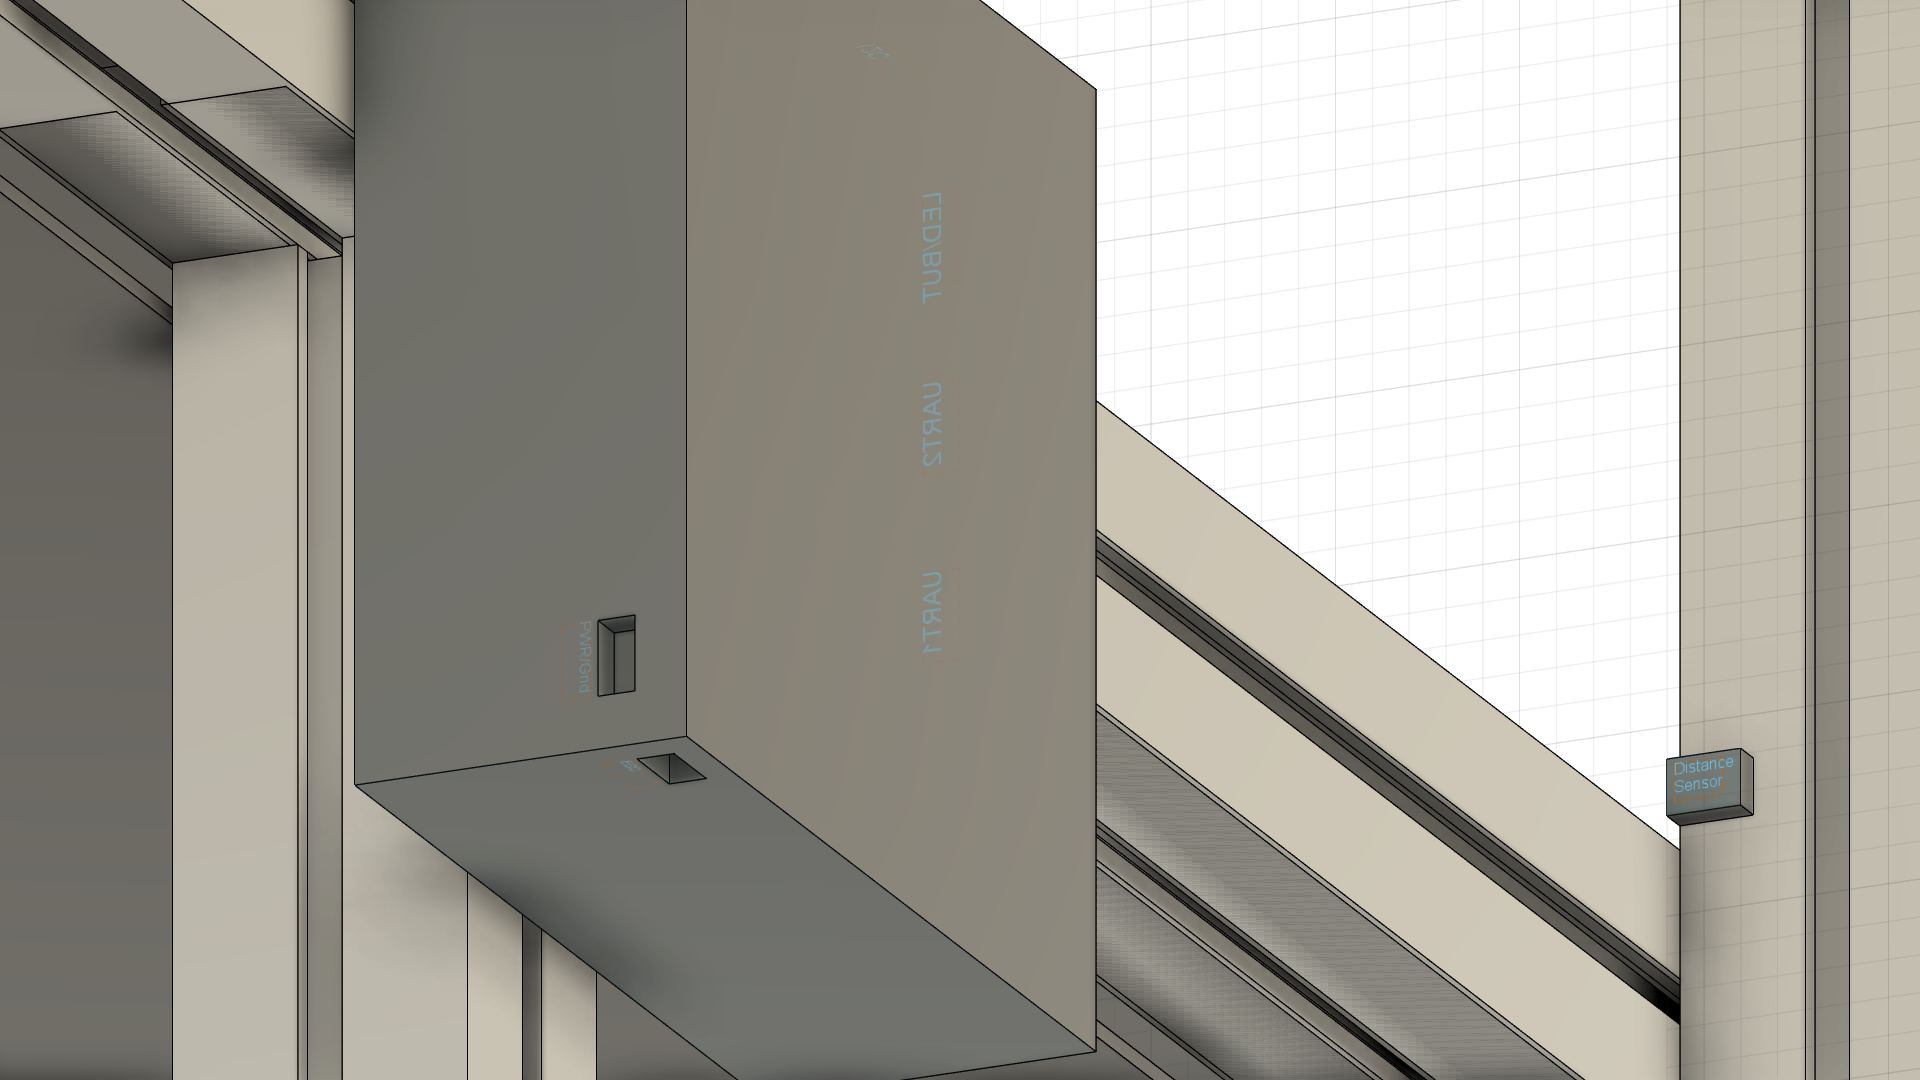 LED/BUT
UART2
UART1
PWR/Gnd
Distance
Sensor